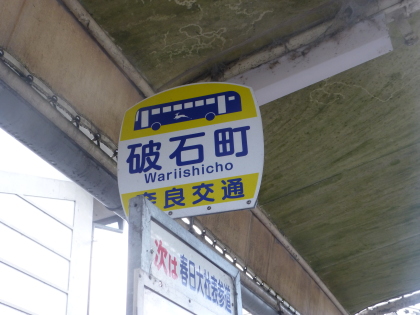 破石町
Wariishicho
奈良交通
次は 春日大社表参道